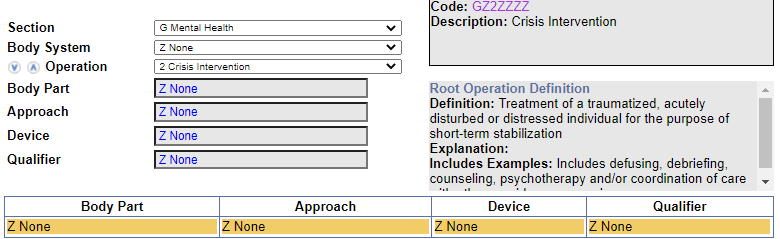 Section G Mental Health
Body System Z None
Operation 2 Crisis Intervention
Body Part Z None
Approach Z None
Device Z None
Qualifier Z None
Code: GZ2ZZZZ
Description: Crisis Intervention
Root Operation Definition
Definition: Treatment of a traumatized, acutely
disturbed or distressed individual for the purpose of
short-term stabilization
Explanation:
Includes Examples: Includes defusing, debriefing,
counseling, psychotherapy and/or coordination of care
Body Part Approach Device Qualifier
Z None Z None Z None Z None